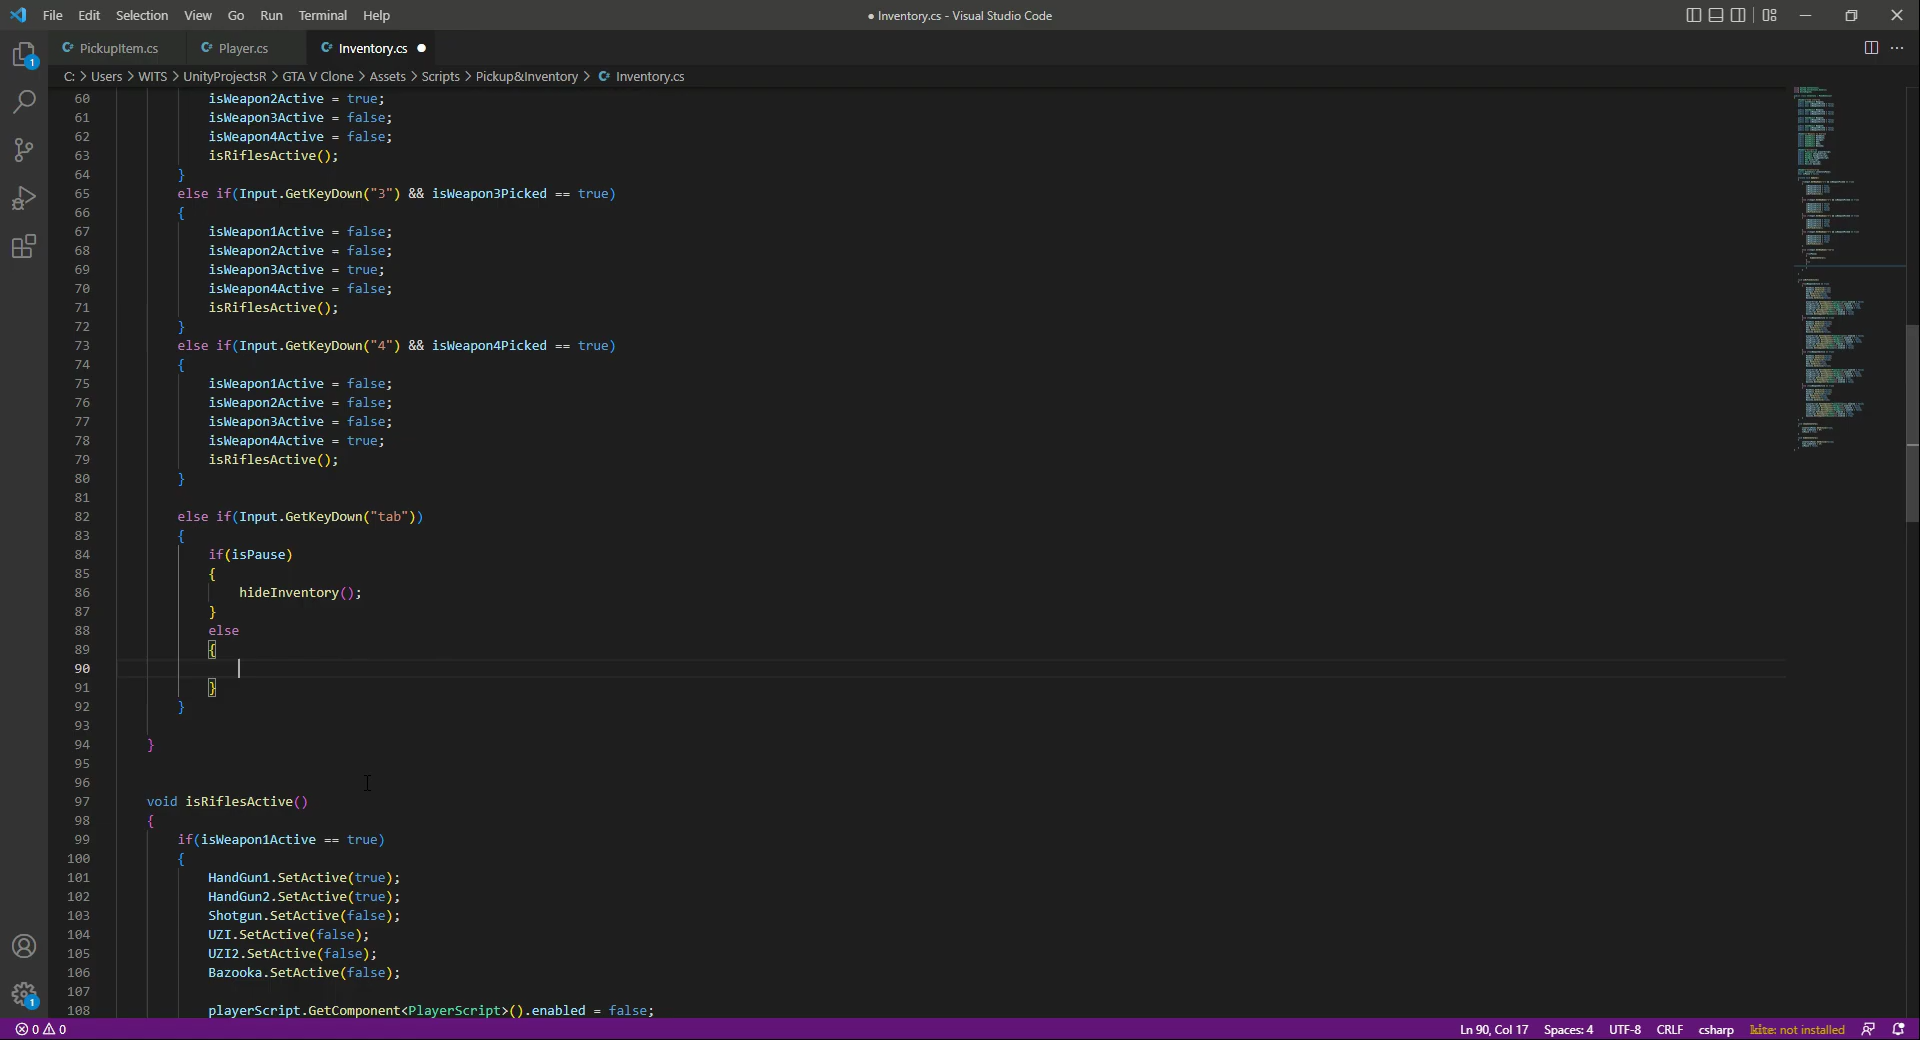 File Edit Selection View Go Run Terminal Help
● Inventory.cs - Visual Studio Code
PickupItem.cs Player.cs Inventory.cs
C: > Users > WITS > UnityProjectsR > GTA V Clone > Assets > Scripts > Pickup&Inventory > Inventory.cs
60 isWeapon2Active = true;
61 isWeapon3Active = false;
62 isWeapon4Active = false;
63 isRiflesActive();
64 }
65 else if(Input.GetKeyDown("3") && isWeapon3Picked == true)
66 {
67 isWeapon1Active = false;
68 isWeapon2Active = false;
69 isWeapon3Active = true;
70 isWeapon4Active = false;
71 isRiflesActive();
72 }
73 else if(Input.GetKeyDown("4") && isWeapon4Picked == true)
74 {
75 isWeapon1Active = false;
76 isWeapon2Active = false;
77 isWeapon3Active = false;
78 isWeapon4Active = true;
79 isRiflesActive();
80 }
81
82 else if(Input.GetKeyDown("tab"))
83 {
84 if(isPause)
85 {
86 hideInventory();
87 }
88 else
89 {
90
91 }
92 }
93
94 }
95
96
97 void isRiflesActive()
98 {
99 if(isWeapon1Active == true)
100 {
101 HandGun1.SetActive(true);
102 HandGun2.SetActive(true);
103 Shotgun.SetActive(false);
104 UZI.SetActive(false);
105 UZI2.SetActive(false);
106 Bazooka.SetActive(false);
107
108 playerScript.GetComponent<PlayerScript>().enabled = false;
1
1
0 0 Ln 90, Col 17 Spaces: 4 UTF-8 CRLF csharp kite: not installed